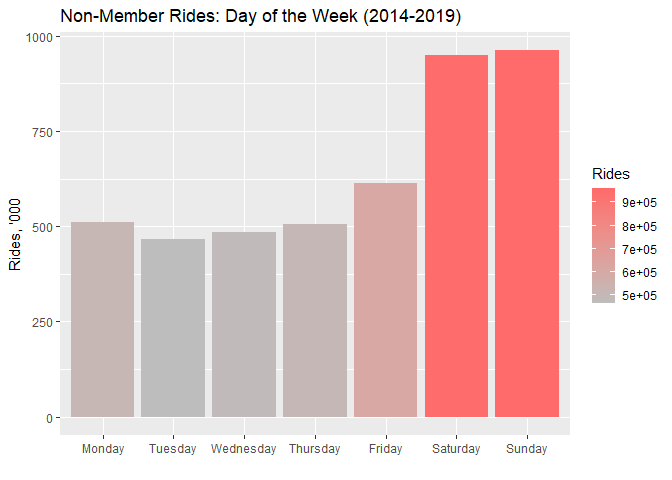 Non-Member Rides: Day of the Week (2014-2019)
1000
750
500
250
0
Rides, '000
Monday Tuesday Wednesday Thursday Friday Saturday Sunday
Rides
9e+05
8e+05
7e+05
6e+05
5e+05